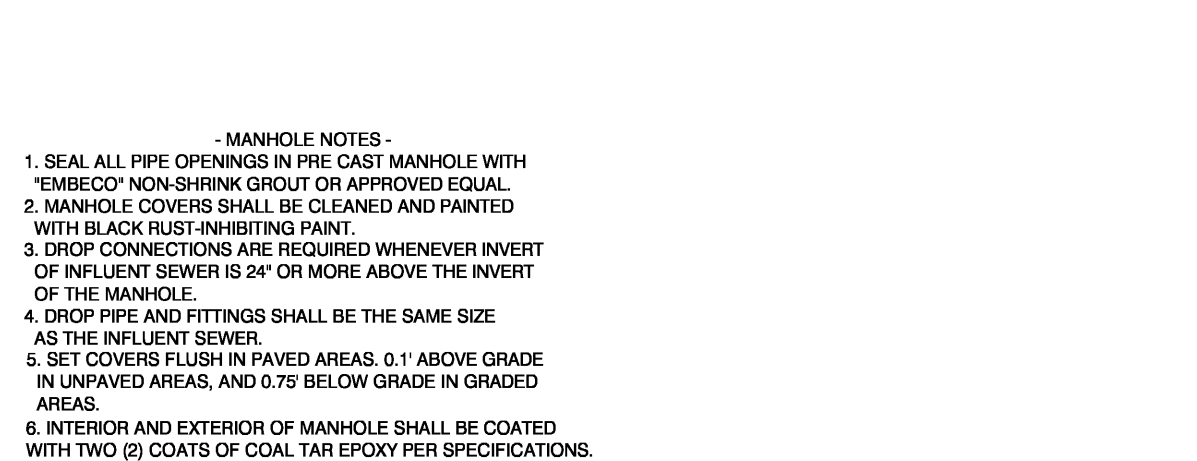 - MANHOLE NOTES -
1. SEAL ALL PIPE OPENINGS IN PRE CAST MANHOLE WITH
"EMBECO" NON-SHRINK GROUT OR APPROVED EQUAL.
2. MANHOLE COVERS SHALL BE CLEANED AND PAINTED
WITH BLACK RUST-INHIBITING PAINT.
3. DROP CONNECTIONS ARE REQUIRED WHENEVER INVERT
OF INFLUENT SEWER IS 24" OR MORE ABOVE THE INVERT
OF THE MANHOLE.
4. DROP PIPE AND FITTINGS SHALL BE THE SAME SIZE
AS THE INFLUENT SEWER.
5. SET COVERS FLUSH IN PAVED AREAS. 0.1' ABOVE GRADE
IN UNPAVED AREAS, AND 0.75' BELOW GRADE IN GRADED
AREAS.
6. INTERIOR AND EXTERIOR OF MANHOLE SHALL BE COATED
WITH TWO (2) COATS OF COAL TAR EPOXY PER SPECIFICATIONS.